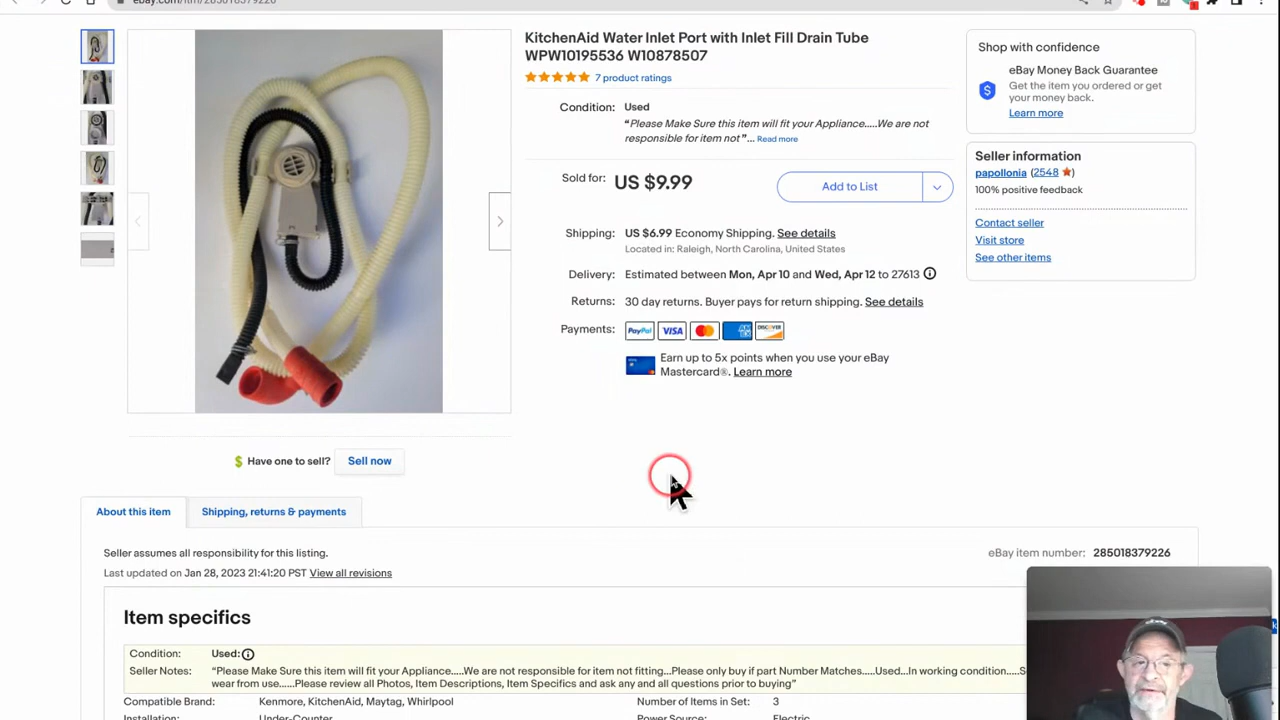 ebay.com/itm/285018379226
KitchenAid Water Inlet Port with Inlet Fill Drain Tube
WPW10195536 W10878507
7 product ratings
Condition: Used
“Please Make Sure this item will fit your Appliance.....We are not
responsible for item not” ... Read more
Sold for: US $9.99
Add to List
Shipping: US $6.99 Economy Shipping. See details
Located in: Raleigh, North Carolina, United States
Delivery: Estimated between Mon, Apr 10 and Wed, Apr 12 to 27613
Returns: 30 day returns. Buyer pays for return shipping. See details
Payments: PayPal VISA DISCOVER
Earn up to 5x points when you use your eBay
Mastercard®. Learn more
Shop with confidence
eBay Money Back Guarantee
Get the item you ordered or get
your money back.
Learn more
Seller information
papollonia (2548)
100% positive feedback
Contact seller
Visit store
See other items
Have one to sell? Sell now
About this item
Shipping, returns & payments
Seller assumes all responsibility for this listing.
eBay item number: 285018379226
Last updated on Jan 28, 2023 21:41:20 PST View all revisions
Item specifics
Condition: Used:
Seller Notes: “Please Make Sure this item will fit your Appliance.....We are not responsible for item not fitting...Please only buy if part Number Matches.....Used...In working condition....S
wear from use......Please review all Photos, Item Descriptions, Item Specifics and ask any and all questions prior to buying”
Compatible Brand: Kenmore, KitchenAid, Maytag, Whirlpool
Number of Items in Set: 3
Installation: Under-Counter
Power Source: Electric